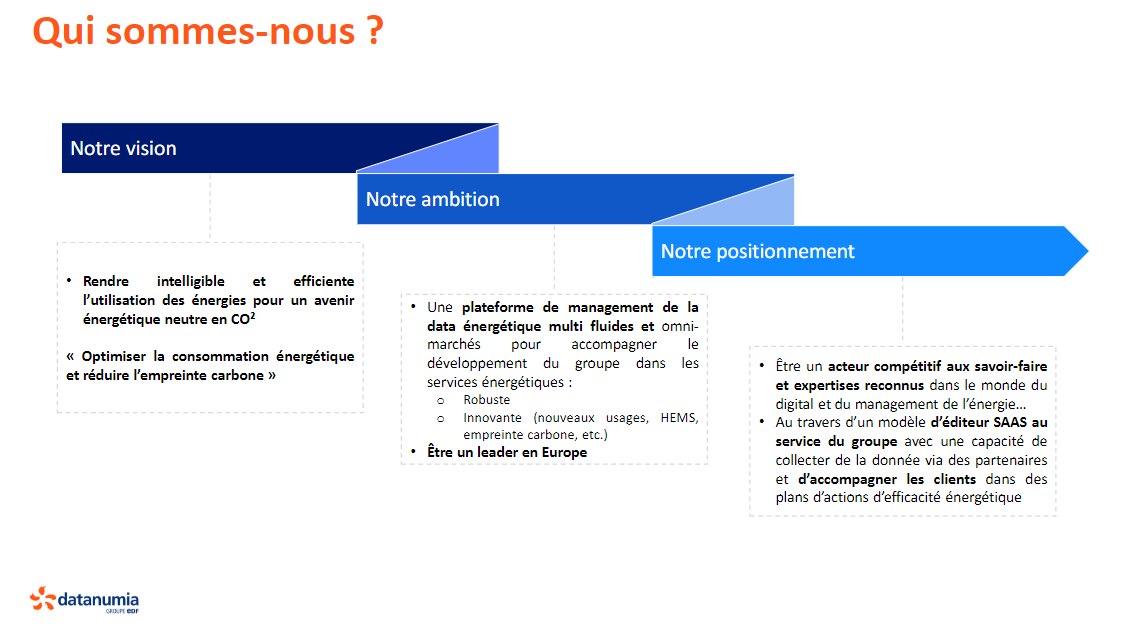 Qui sommes-nous ?
Notre vision
Notre ambition
Notre positionnement
• Rendre intelligible et efficiente
l’utilisation des énergies pour un avenir
énergétique neutre en CO²
« Optimiser la consommation énergétique
et réduire l’empreinte carbone »
• Une plateforme de management de la
data énergétique multi fluides et omni-
marchés pour accompagner le
développement du groupe dans les
services énergétiques :
o Robuste
o Innovante (nouveaux usages, HEMS,
empreinte carbone, etc.)
• Être un leader en Europe
• Être un acteur compétitif aux savoir-faire
et expertises reconnus dans le monde du
digital et du management de l’énergie…
• Au travers d’un modèle d’éditeur SAAS au
service du groupe avec une capacité de
collecter de la donnée via des partenaires
et d’accompagner les clients dans des
plans d’actions d’efficacité énergétique
datanumia
GROUPE EDF